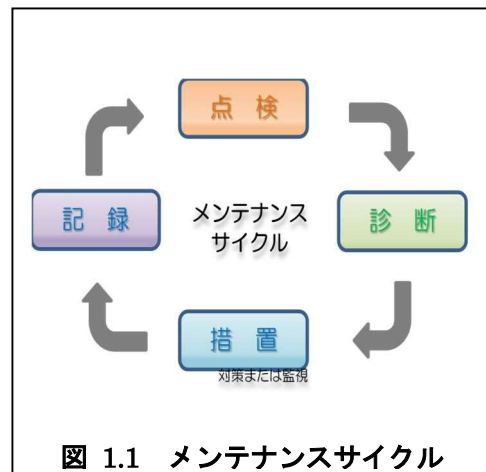 点 検
記 録
メンテナンス
サイクル
診 断
措 置
対策または監視
図 1.1 メンテナンスサイクル